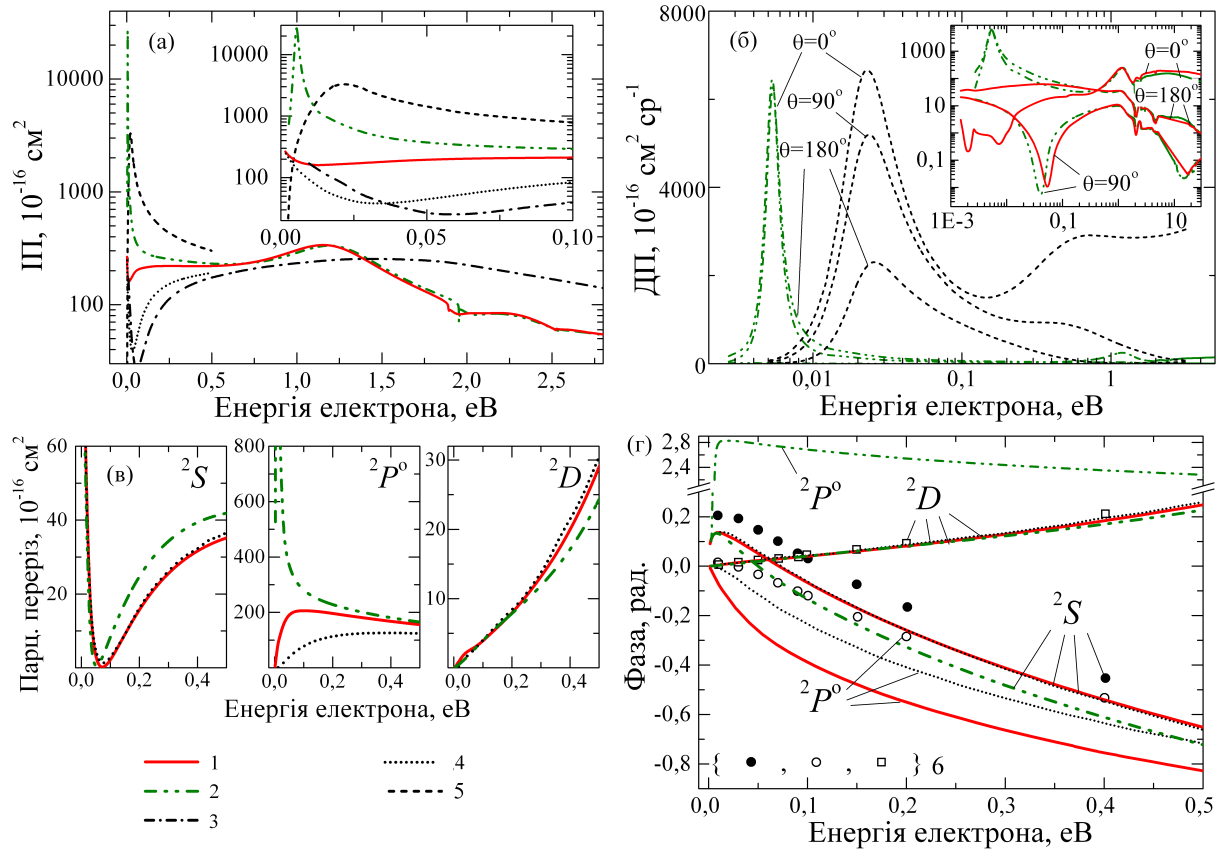 (а)
ІП, 10⁻¹⁶ см²
10000
1000
100
0,0 0,5 1,0 1,5 2,0 2,5
Енергія електрона, еВ
10000
1000
100
0,00 0,05 0,10
(б)
ДП, 10⁻¹⁶ см² ср⁻¹
8000
4000
0
0,01 0,1 1
Енергія електрона, еВ
θ=0°
θ=90°
θ=180°
1000
10
0,1
1E-3 0,1 10
θ=0°
θ=180°
θ=90°
(в)
Парц. переріз, 10⁻¹⁶ см²
60
40
20
0
0,0 0,2 0,4
²S
800
600
400
200
0
0,0 0,2 0,4
²Pᵒ
30
20
10
0
0,0 0,2 0,4
²D
Енергія електрона, еВ
1
2
3
4
5
(г)
Фаза, рад.
2,8
2,4
0,2
0,0
-0,2
-0,4
-0,6
-0,8
²Pᵒ
²D
²S
²Pᵒ
{ , , } 6
0,0 0,1 0,2 0,3 0,4 0,5
Енергія електрона, еВ